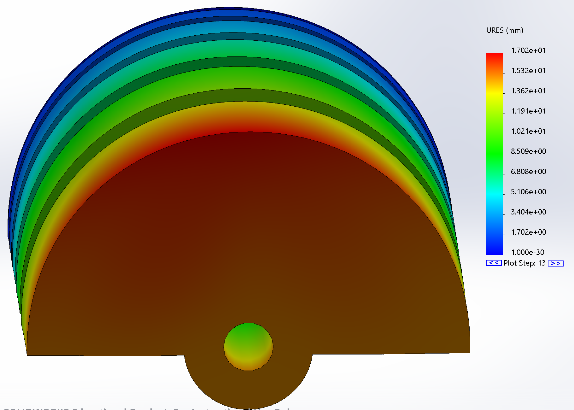 URES (mm)
1.702e+01
1.532e+01
1.362e+01
1.191e+01
1.021e+01
8.509e+00
6.808e+00
5.106e+00
3.404e+00
1.702e+00
1.000e-30
<< Plot Step: 13 >>